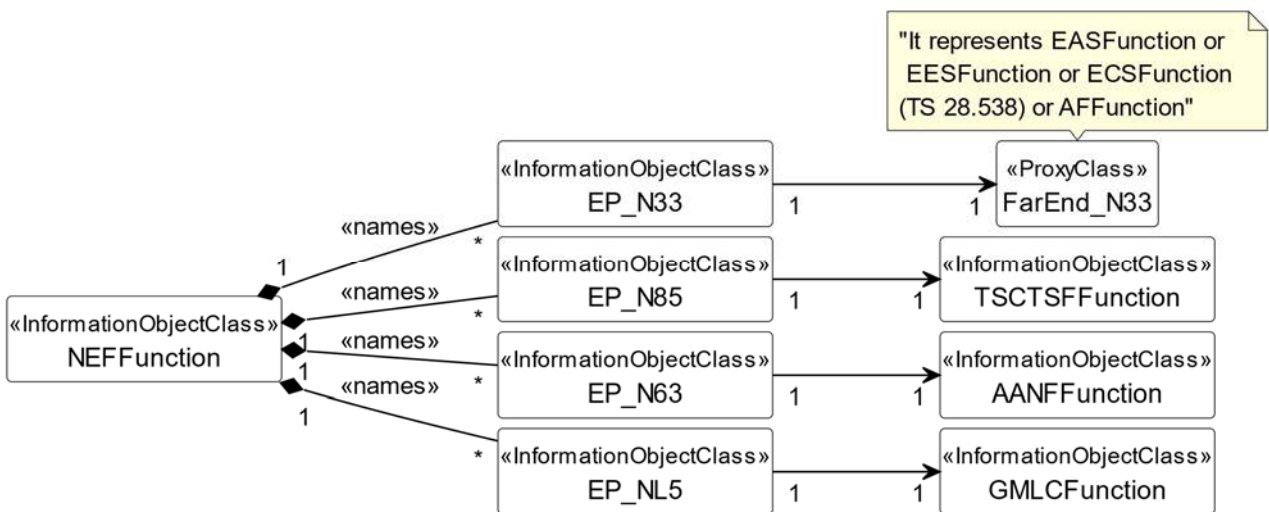 "It represents EASFunction or
EESFunction or ECSFunction
(TS 28.538) or AFFunction"
«InformationObjectClass»
EP_N33
1
1
«ProxyClass»
FarEnd_N33
«names»
*
1
«InformationObjectClass»
EP_N85
1
1
«InformationObjectClass»
TSCTSFFunction
«names»
*
1
«InformationObjectClass»
NEFFunction
«names»
*
1
«InformationObjectClass»
EP_N63
1
1
«InformationObjectClass»
AANFFunction
«names»
*
1
«InformationObjectClass»
EP_NL5
1
1
«InformationObjectClass»
GMLCFunction